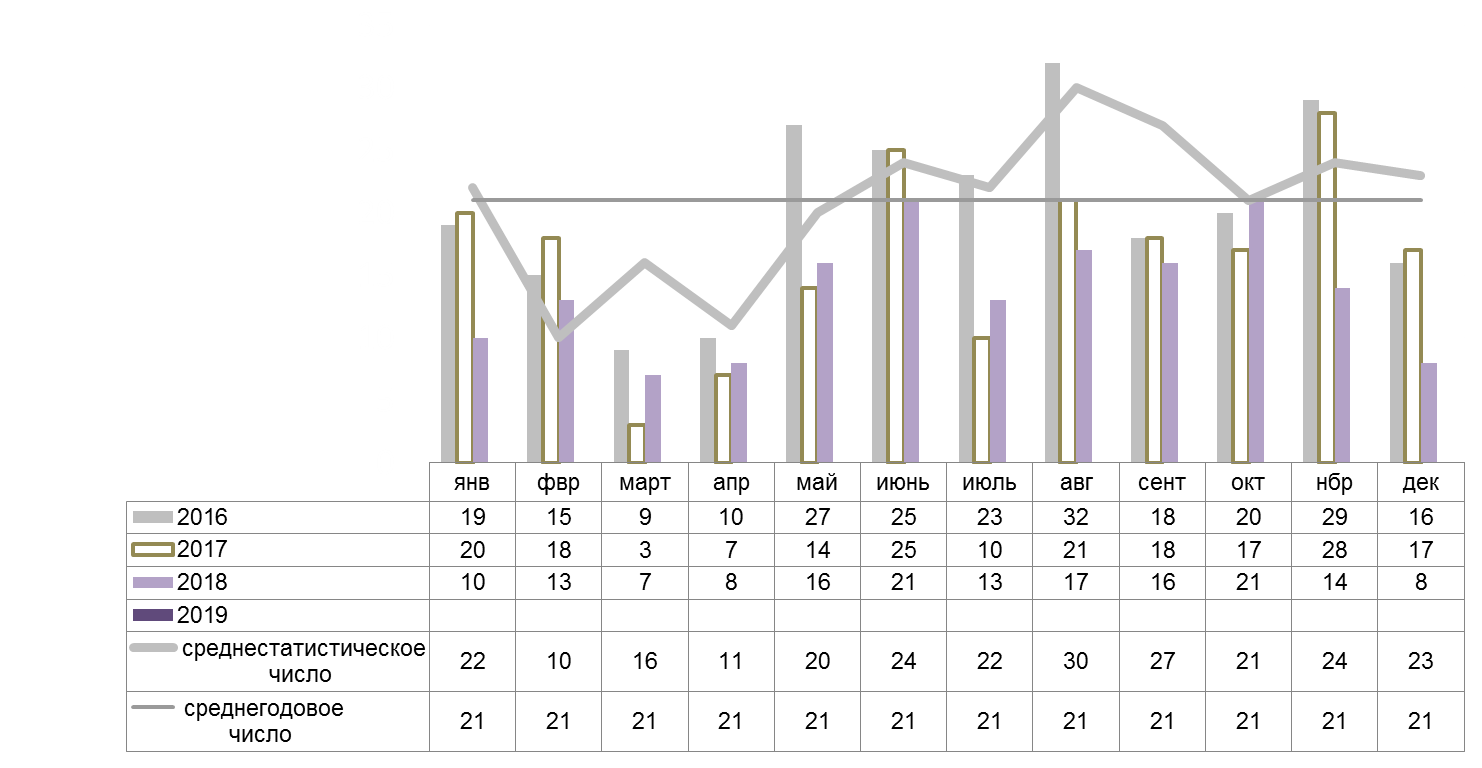 янв фвр март апр май июнь июль авг сент окт нбр дек
2016 19 15 9 10 27 25 23 32 18 20 29 16
2017 20 18 3 7 14 25 10 21 18 17 28 17
2018 10 13 7 8 16 21 13 17 16 21 14 8
2019
среднестатистическое
число 22 10 16 11 20 24 22 30 27 21 24 23
среднегодовое
число 21 21 21 21 21 21 21 21 21 21 21 21